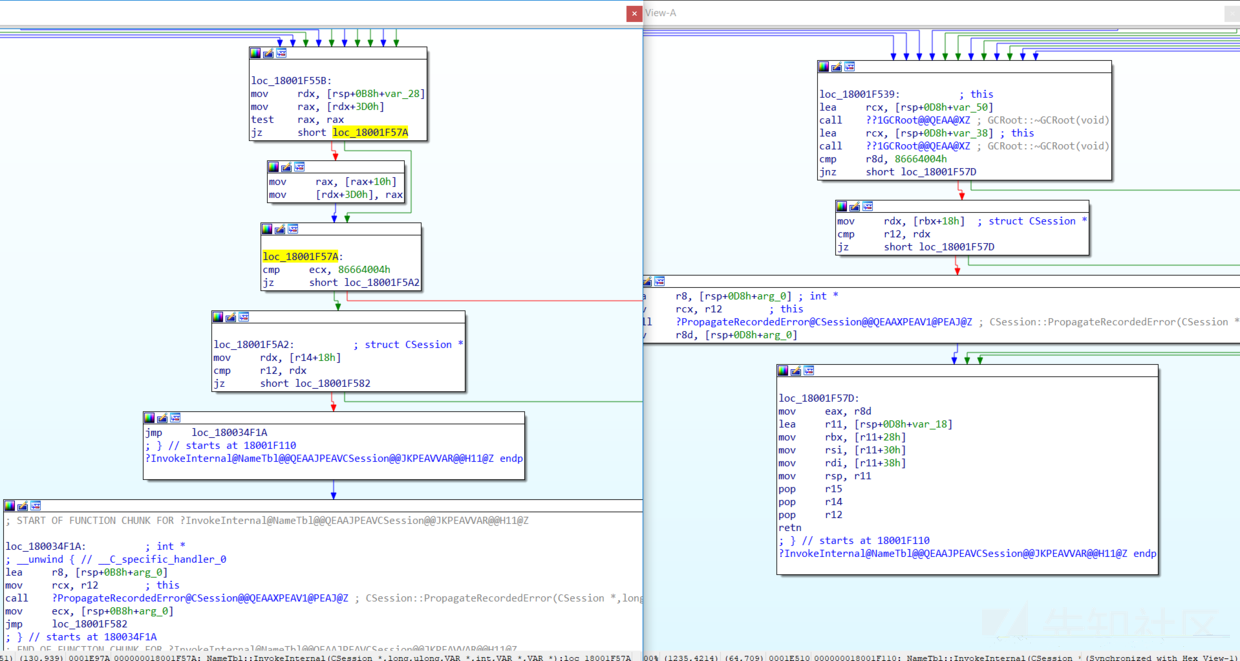 View-A
loc_18001F55B:
mov rdx, [rsp+0B8h+var_28]
mov rax, [rdx+3D0h]
test rax, rax
jz short loc_18001F57A
mov rax, [rax+10h]
mov [rdx+3D0h], rax
loc_18001F57A:
cmp ecx, 86664004h
jz short loc_18001F5A2
loc_18001F5A2: ; struct CSession *
mov rdx, [r14+18h]
cmp r12, rdx
jz short loc_18001F582
jmp loc_180034F1A
; } // starts at 18001F110
?InvokeInternal@NameTbl@@QEAAJPEAVCSession@@JKPEAVVAR@@H11@Z endp
; START OF FUNCTION CHUNK FOR ?InvokeInternal@NameTbl@@QEAAJPEAVCSession@@JKPEAVVAR@@H11@Z
loc_180034F1A: ; int *
; __unwind { // __C_specific_handler_0
lea r8, [rsp+0B8h+arg_0]
mov rcx, r12 ; this
call ?PropagateRecordedError@CSession@@QEAAXPEAV1@PEAJ@Z ; CSession::PropagateRecordedError(CSession *,long
mov ecx, [rsp+0B8h+arg_0]
jmp loc_18001F582
; } // starts at 180034F1A
; END OF FUNCTION CHUNK FOR ?InvokeInternal@NameTbl@@QEAAJPEAVCSession@@JKPEAVVAR@@H11@Z
51) (130,939) 0001E97A 000000018001F57A: NameTbl::InvokeInternal(CSession *,long,ulong,VAR *,int,VAR *,VAR *):loc_18001F57A
loc_18001F539: ; this
lea rcx, [rsp+0D8h+var_50]
call ??1GCRoot@@QEAA@XZ ; GCRoot::~GCRoot(void)
lea rcx, [rsp+0D8h+var_38] ; this
call ??1GCRoot@@QEAA@XZ ; GCRoot::~GCRoot(void)
cmp r8d, 86664004h
jnz short loc_18001F57D
mov rdx, [rbx+18h] ; struct CSession *
cmp r12, rdx
jz short loc_18001F57D
a r8, [rsp+0D8h+arg_0] ; int *
v rcx, r12 ; this
ll ?PropagateRecordedError@CSession@@QEAAXPEAV1@PEAJ@Z ; CSession::PropagateRecordedError(CSession *
v r8d, [rsp+0D8h+arg_0]
loc_18001F57D:
mov eax, r8d
lea r11, [rsp+0D8h+var_18]
mov rbx, [r11+28h]
mov rsi, [r11+30h]
mov rdi, [r11+38h]
mov rsp, r11
pop r15
pop r14
pop r12
retn
; } // starts at 18001F110
?InvokeInternal@NameTbl@@QEAAJPEAVCSession@@JKPEAVVAR@@H11@Z endp
先知社区
00% (1235,4214) (64,709) 0001E510 000000018001F110: NameTbl::InvokeInternal(CSession * (Synchronized with Hex View-1)